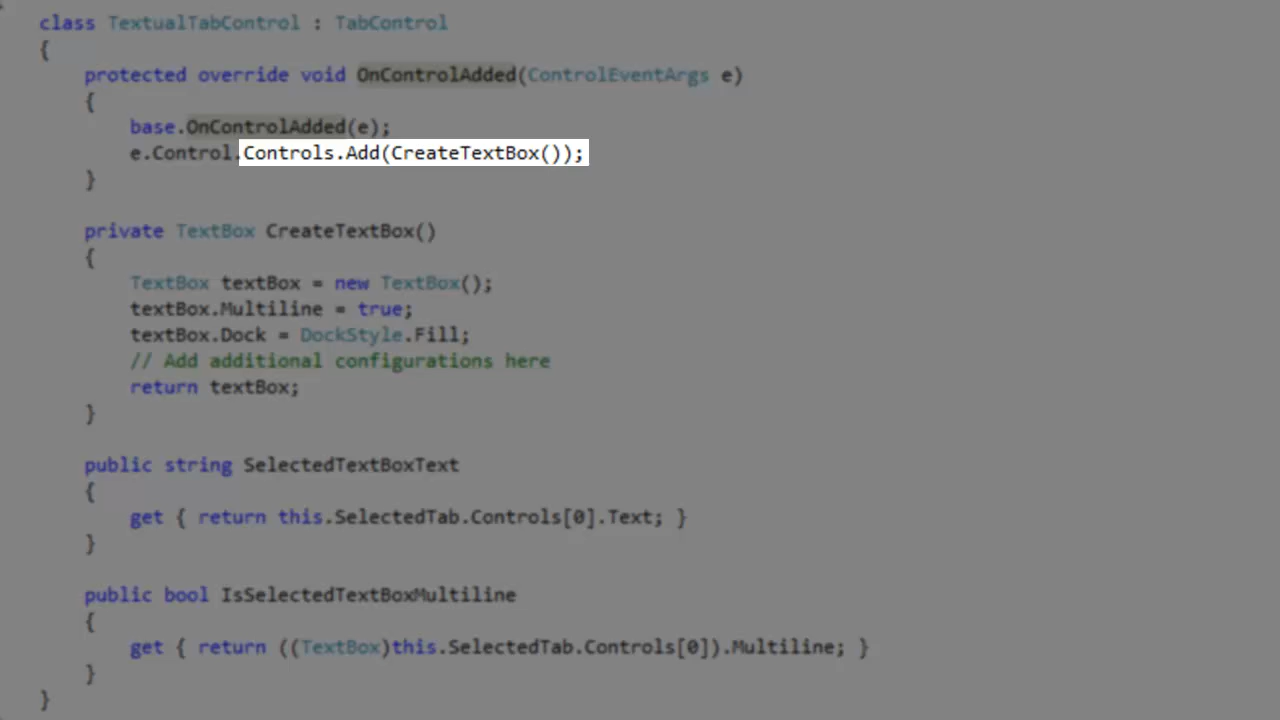 class TextualTabControl : TabControl
{
protected override void OnControlAdded(ControlEventArgs e)
{
base.OnControlAdded(e);
e.Control.Controls.Add(CreateTextBox());
}
private TextBox CreateTextBox()
{
TextBox textBox = new TextBox();
textBox.Multiline = true;
textBox.Dock = DockStyle.Fill;
// Add additional configurations here
return textBox;
}
public string SelectedTextBoxText
{
get { return this.SelectedTab.Controls[0].Text; }
}
public bool IsSelectedTextBoxMultiline
{
get { return ((TextBox)this.SelectedTab.Controls[0]).Multiline; }
}
}